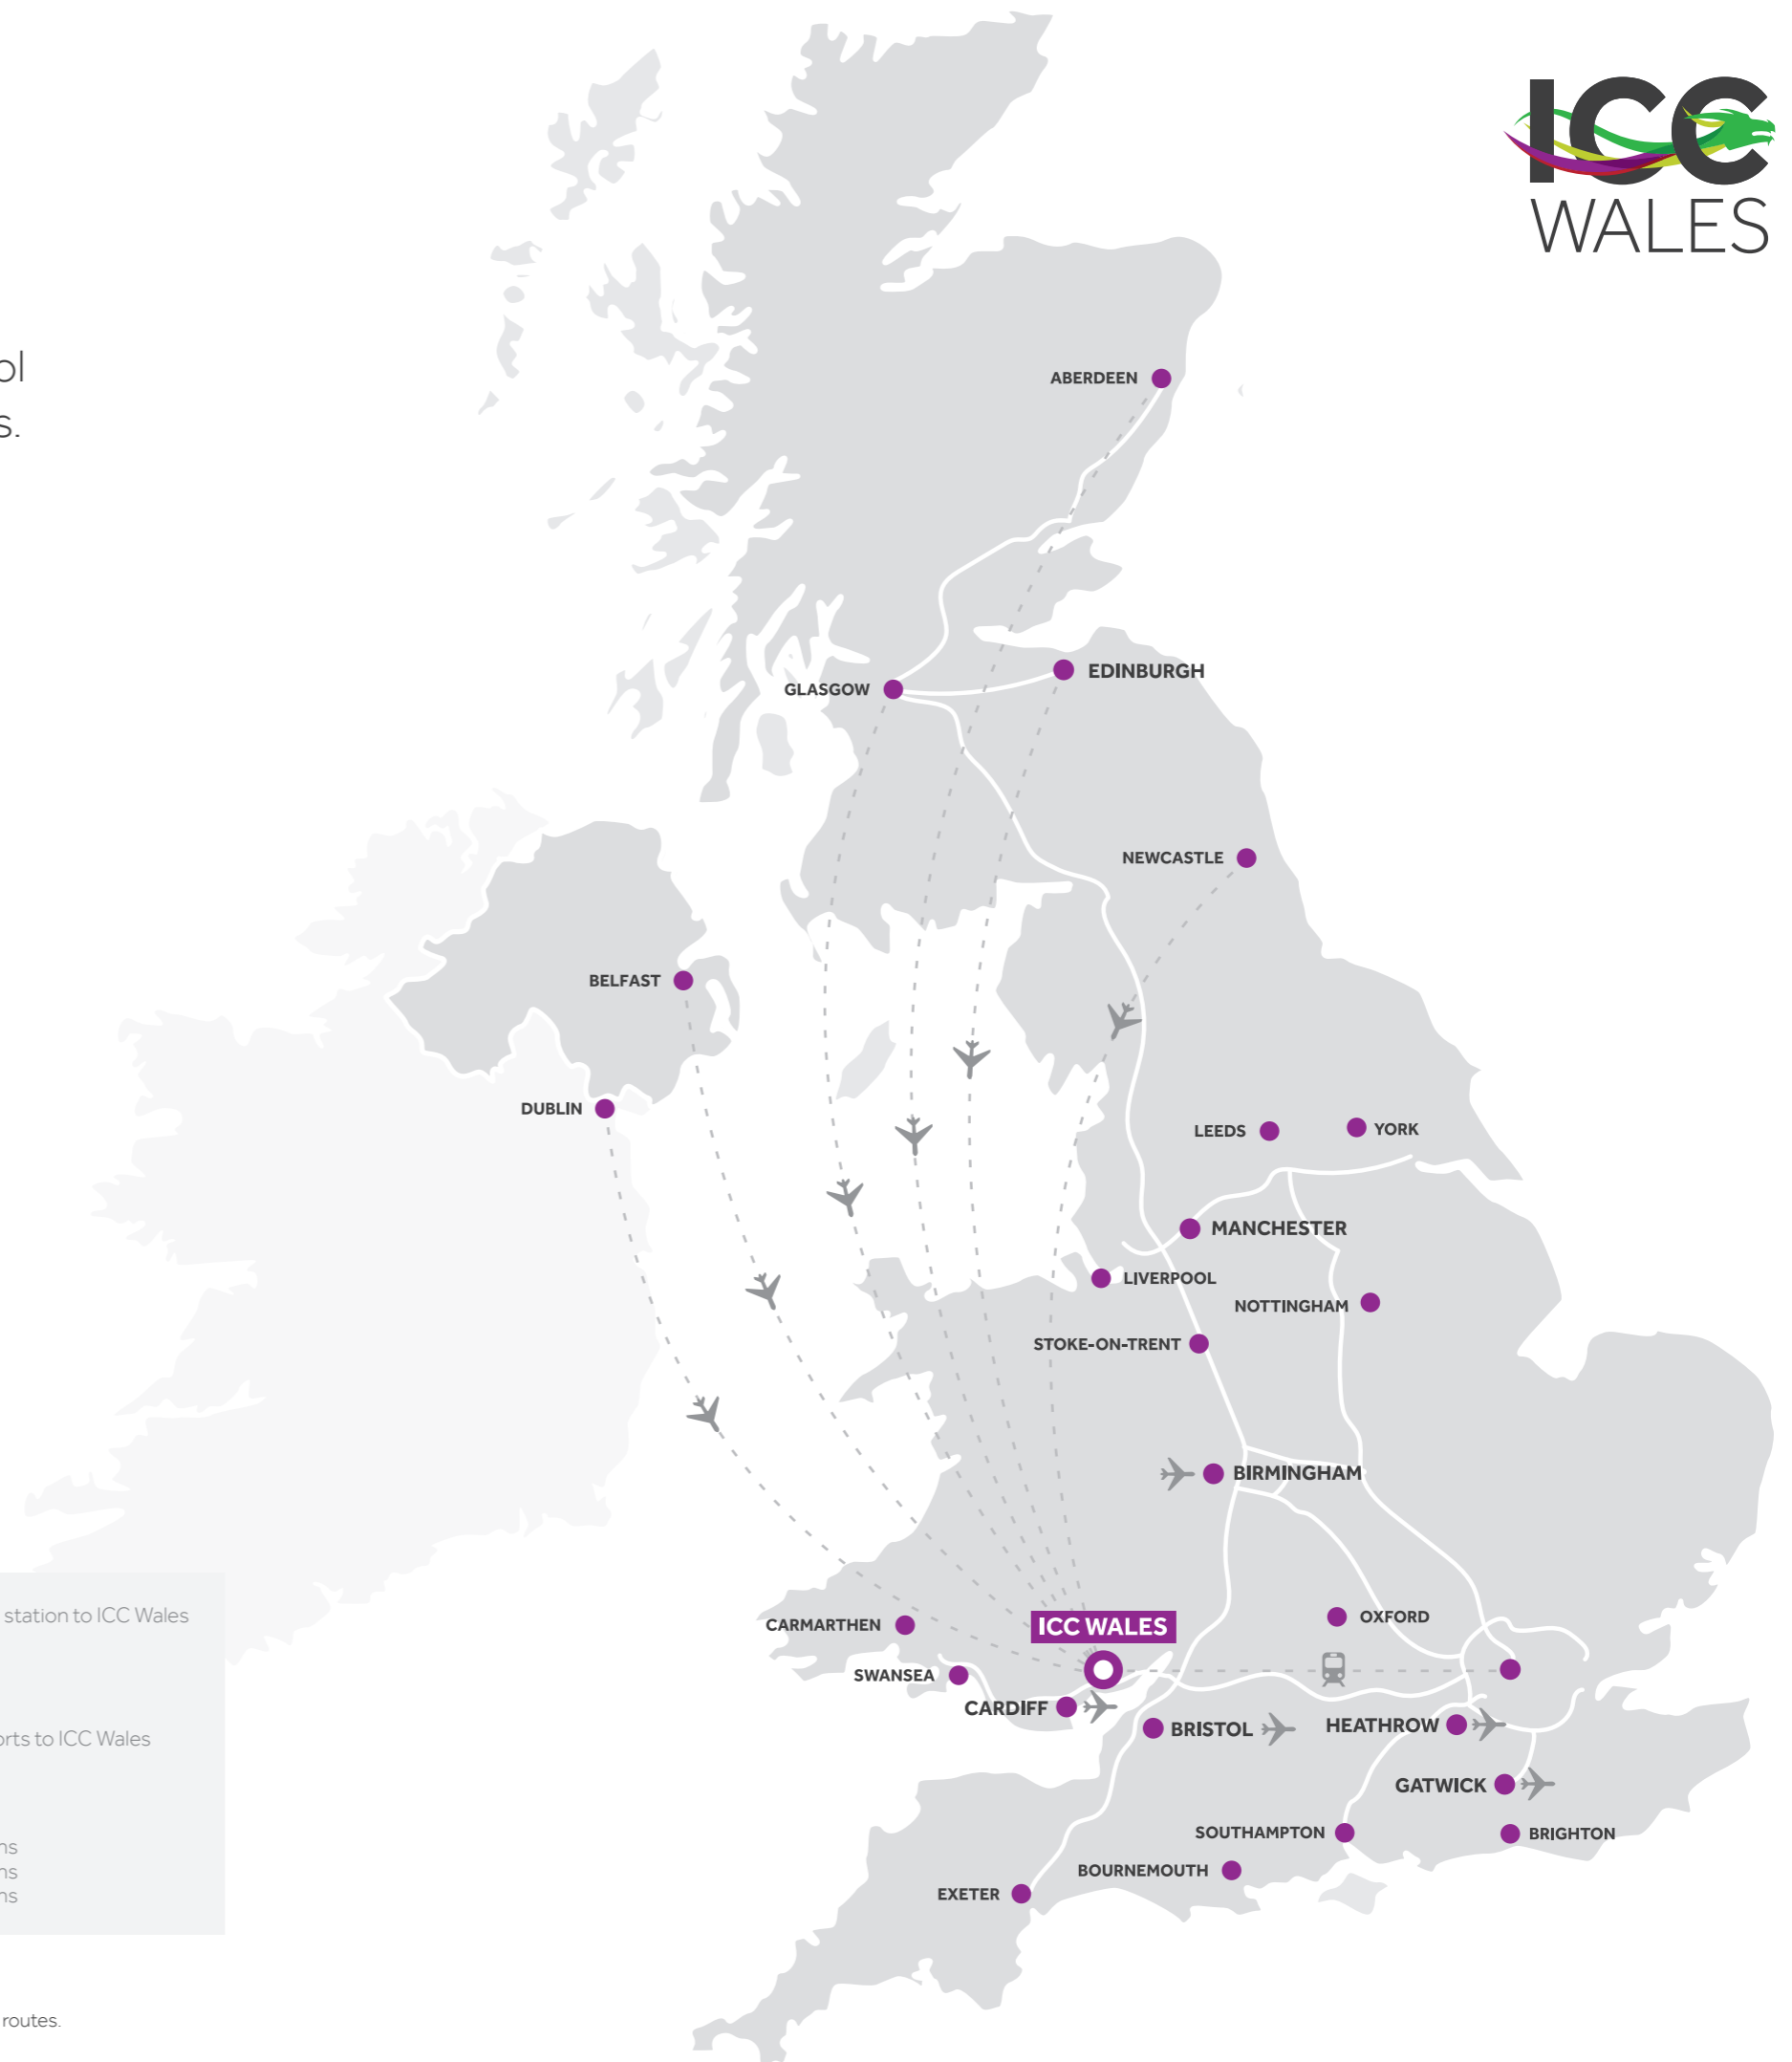 ICC
WALES
ol
s.
ABERDEEN
EDINBURGH
GLASGOW
NEWCASTLE
BELFAST
DUBLIN
LEEDS
YORK
MANCHESTER
LIVERPOOL
NOTTINGHAM
STOKE-ON-TRENT
BIRMINGHAM
station to ICC Wales
OXFORD
CARMARTHEN
ICC WALES
SWANSEA
CARDIFF
BRISTOL
HEATHROW
orts to ICC Wales
GATWICK
SOUTHAMPTON
BRIGHTON
ns
ns
ns
BOURNEMOUTH
EXETER
routes.